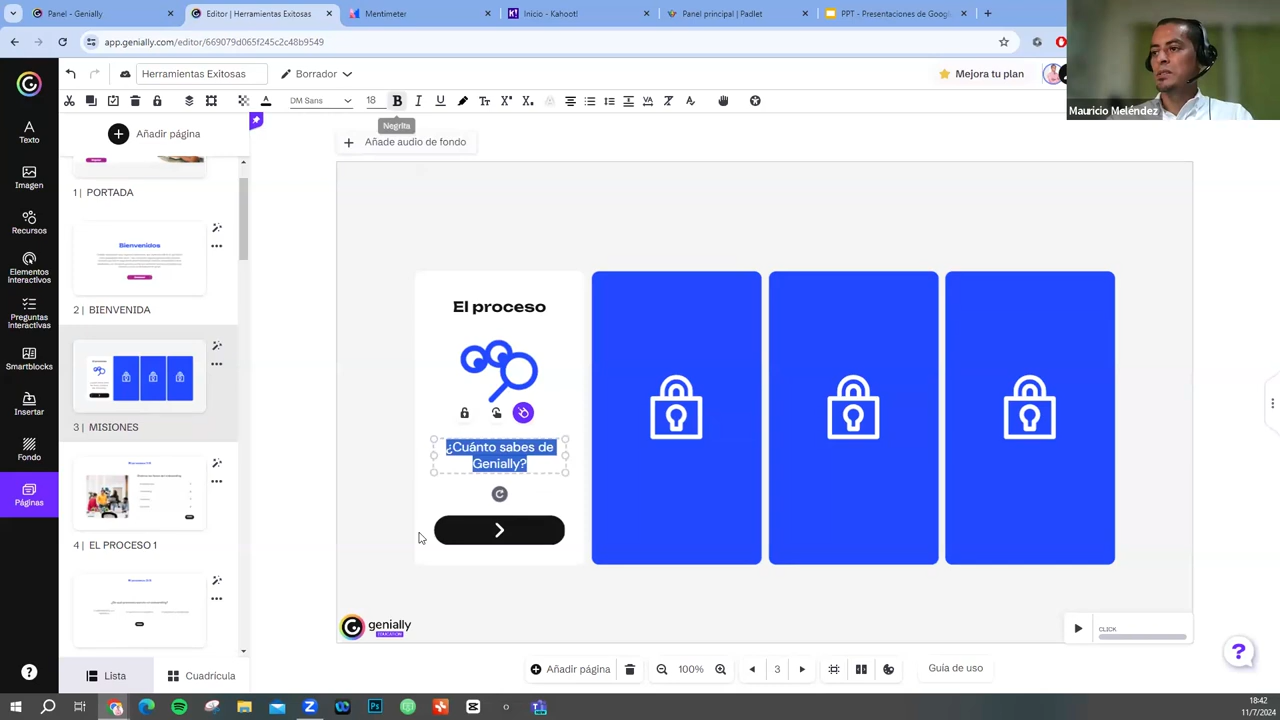 Panel - Genially
Herramientas Exitosas
Mentimeter
Inicio - Kahoot!
Panel principal | Padlet
PPT - Presentaciones de Google
app.genially.com/editor/669079d065f245c2c48b9549
Herramientas Exitosas
Borrador
Mejora tu plan
Mauricio Meléndez
DM Sans
18
Negrita
Añadir página
Añade audio de fondo
Texto
Imagen
Recursos
Elementos
Interactivos
Preguntas
Interactivas
Smartblocks
Insertar
Fondo
Páginas
1 | PORTADA
Bienvenidos
2 | BIENVENIDA
3 | MISIONES
4 | EL PROCESO 1
Lista
Cuadrícula
El proceso
¿Cuánto sabes de
Genially?
genially
EDUCATION
CLICK
Añadir página
100%
3
Guía de uso
18:42
11/7/2024